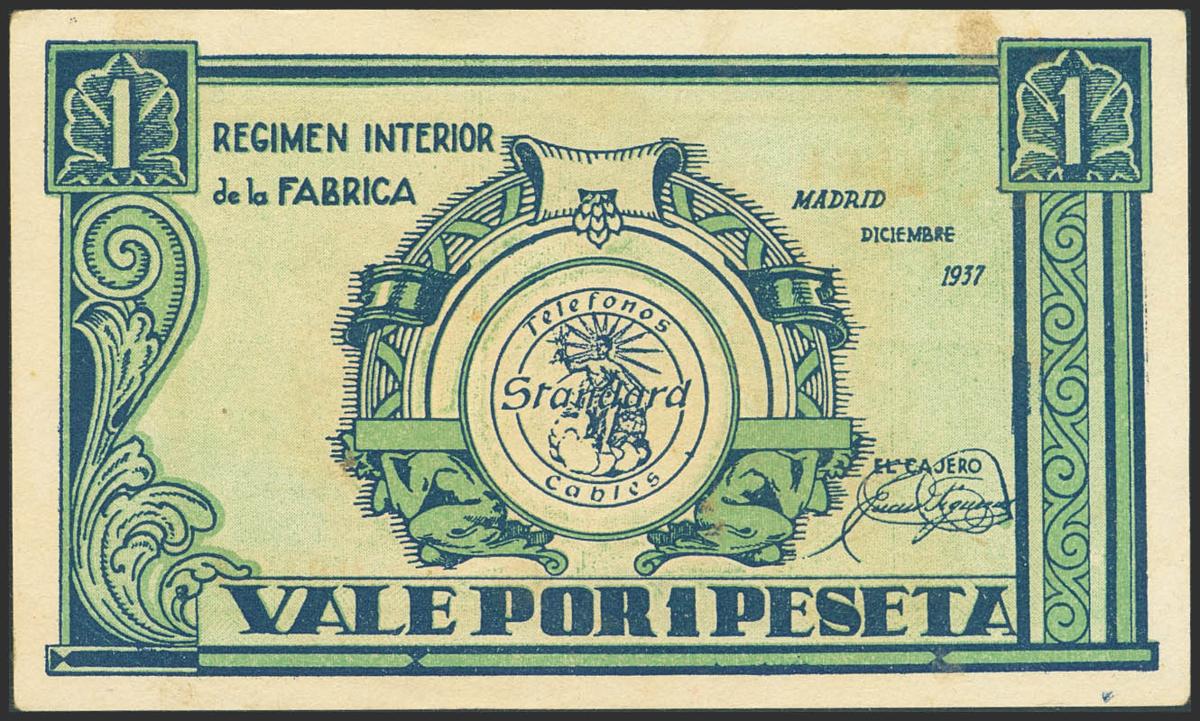 1
1
REGIMEN INTERIOR
de la FABRICA
MADRID
DICIEMBRE
1937
Telefonos
Standard
Cables
EL CAJERO
VALE POR 1 PESETA